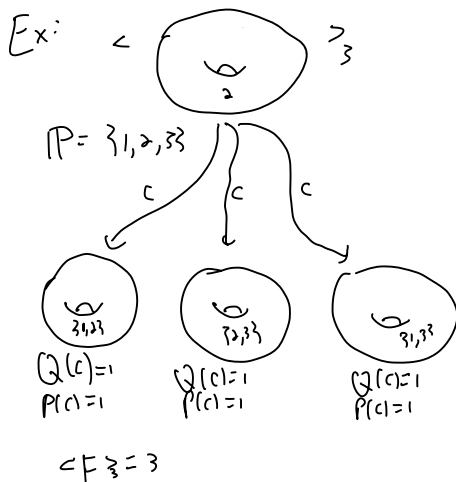 Ex:
< 2 >₃
ℙ = {1,2,3}
c c c
{1,2} {2,3} {1,3}
Q(c)=1 Q(c)=1 Q(c)=1
P(c)=1 P(c)=1 P(c)=1
<F}=3